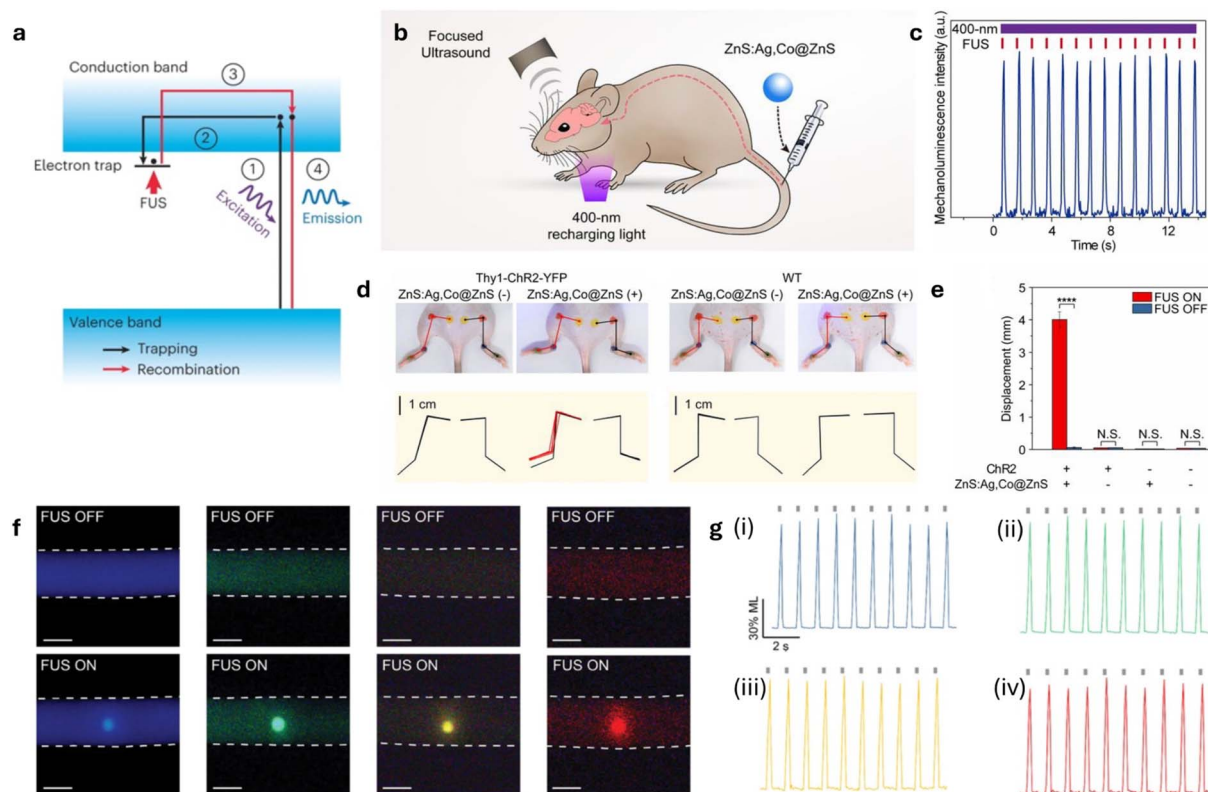 a
Conduction band
3
2
Electron trap
FUS
1
4
Excitation
Emission
Valence band
Trapping
Recombination
b
Focused
Ultrasound
ZnS:Ag,Co@ZnS
400-nm
recharging light
c
Mechanoluminescence intensity (a.u.)
400-nm
FUS
0 4 8 12
Time (s)
d
Thy1-ChR2-YFP WT
ZnS:Ag,Co@ZnS (-) ZnS:Ag,Co@ZnS (+) ZnS:Ag,Co@ZnS (-) ZnS:Ag,Co@ZnS (+)
1 cm 1 cm
e
Displacement (mm)
5
4
3
2
1
0
****
FUS ON
FUS OFF
N.S. N.S. N.S.
ChR2 + + - -
ZnS:Ag,Co@ZnS + - + -
f
FUS OFF FUS OFF FUS OFF FUS OFF
FUS ON FUS ON FUS ON FUS ON
g
(i)
(ii)
30% ML
2 s
(iii)
(iv)